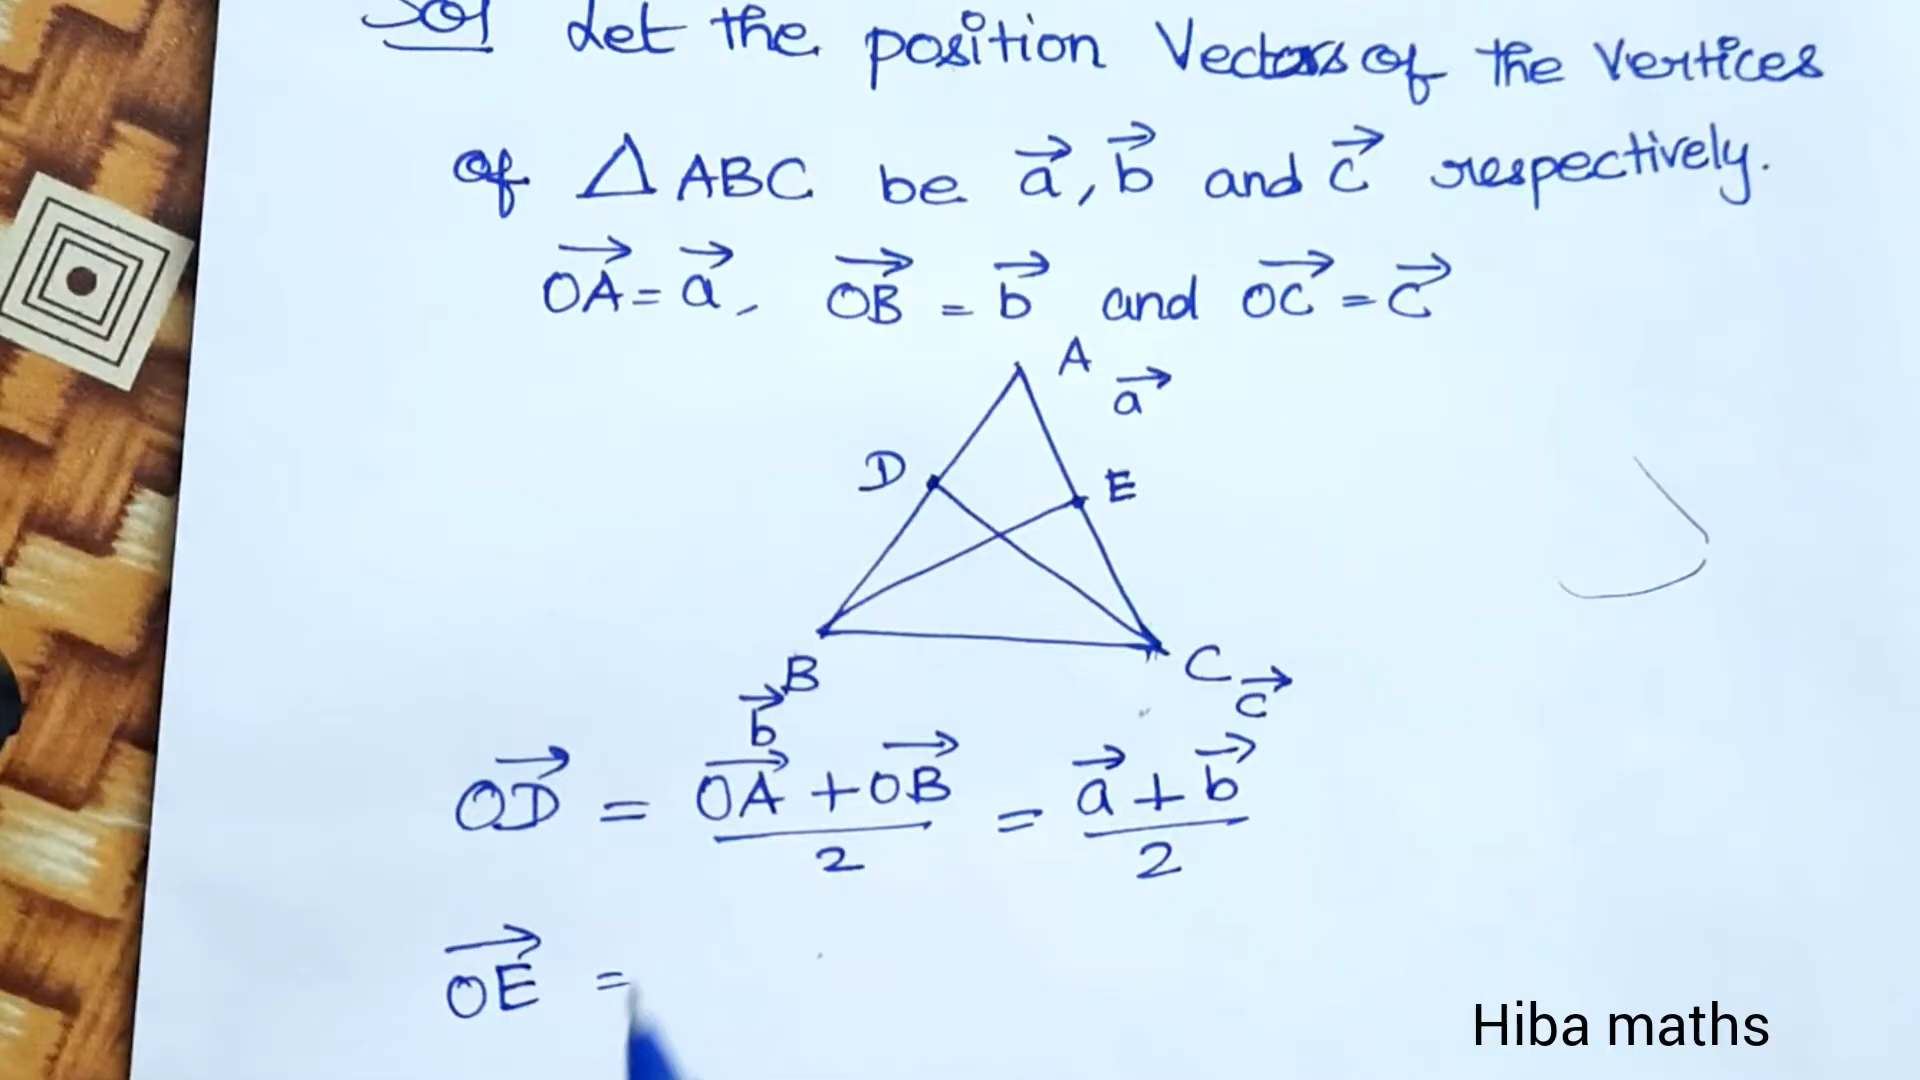 Sol Let the position Vectors of the Vertices
of △ ABC be a⃗, b⃗ and c⃗ respectively.
OA⃗ = a⃗, OB⃗ = b⃗ and OC⃗ = c⃗
A
a⃗
D
E
B
b⃗
C
c⃗
OD⃗ = (OA⃗ + OB⃗)/2 = (a⃗ + b⃗)/2
OE⃗ =
Hiba maths